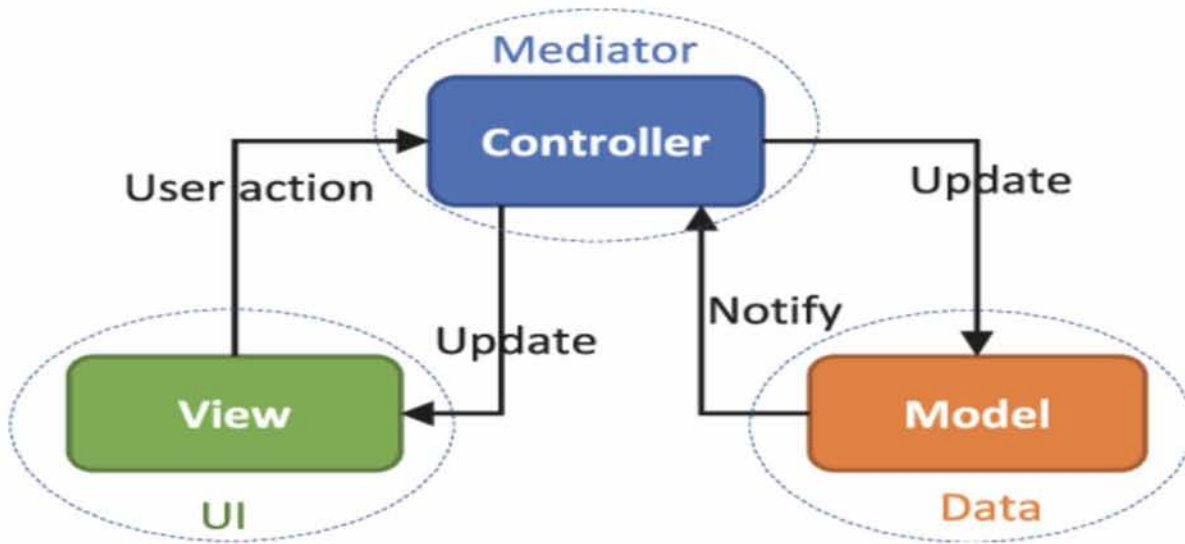 Mediator
Controller
User action
Update
Update
Notify
View
Model
UI
Data